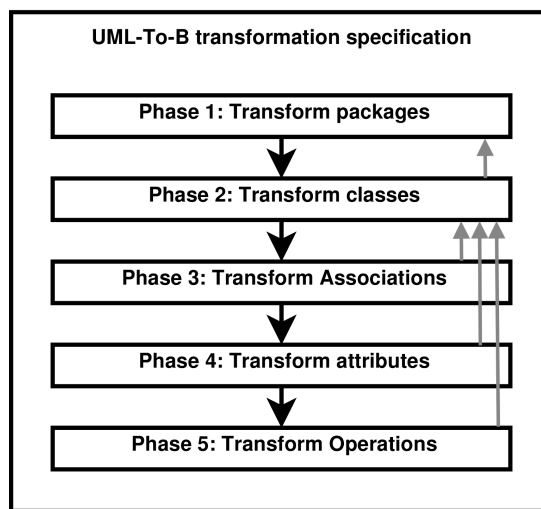 UML-To-B transformation specification
Phase 1: Transform packages
Phase 2: Transform classes
Phase 3: Transform Associations
Phase 4: Transform attributes
Phase 5: Transform Operations